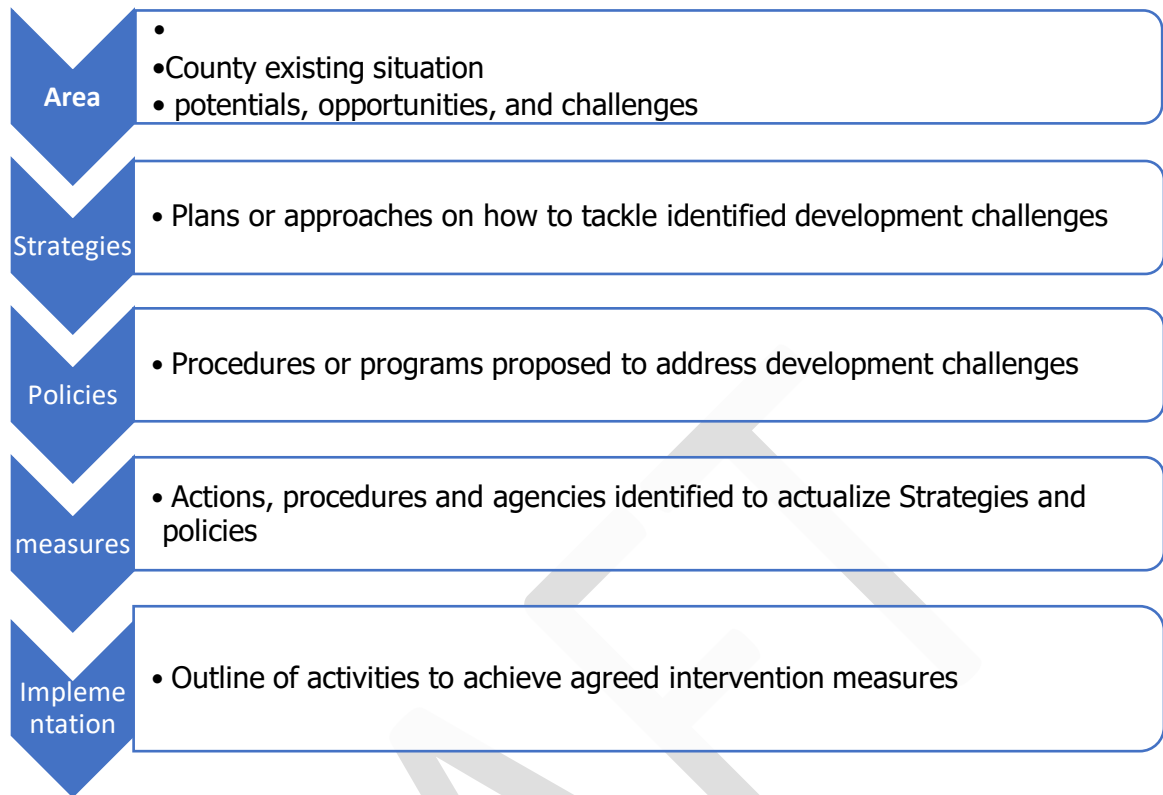 •
•County existing situation
Area
• potentials, opportunities, and challenges
• Plans or approaches on how to tackle identified development challenges
Strategies
• Procedures or programs proposed to address development challenges
Policies
• Actions, procedures and agencies identified to actualize Strategies and
policies
measures
• Outline of activities to achieve agreed intervention measures
Impleme
ntation